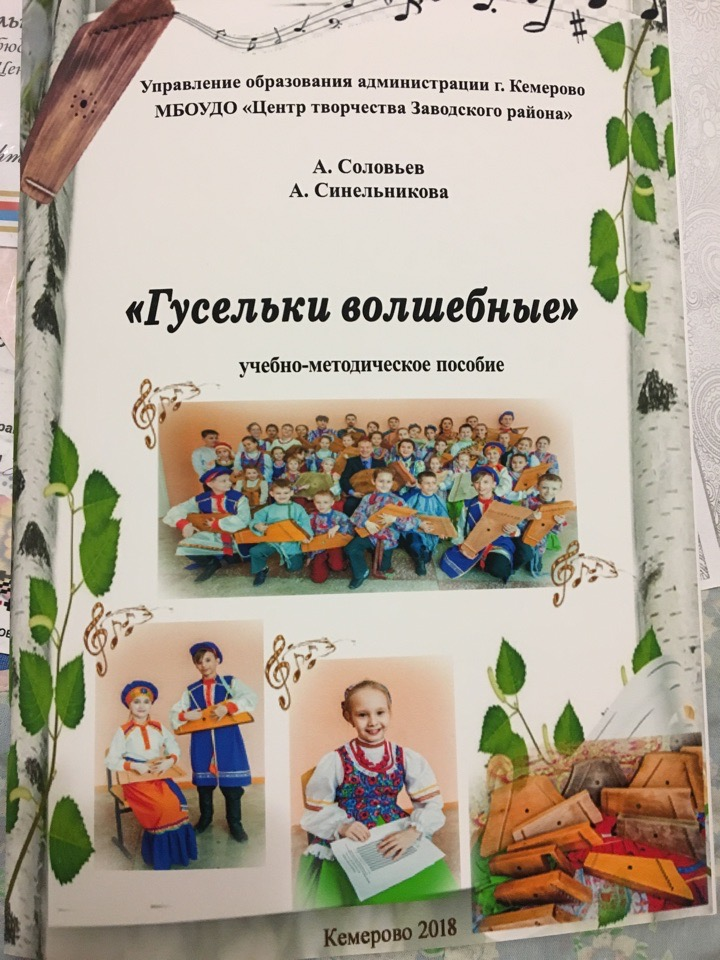 Управление образования администрации г. Кемерово
МБОУДО «Центр творчества Заводского района»
А. Соловьев
А. Синельникова
«Гусельки волшебные»
учебно-методическое пособие
Кемерово 2018